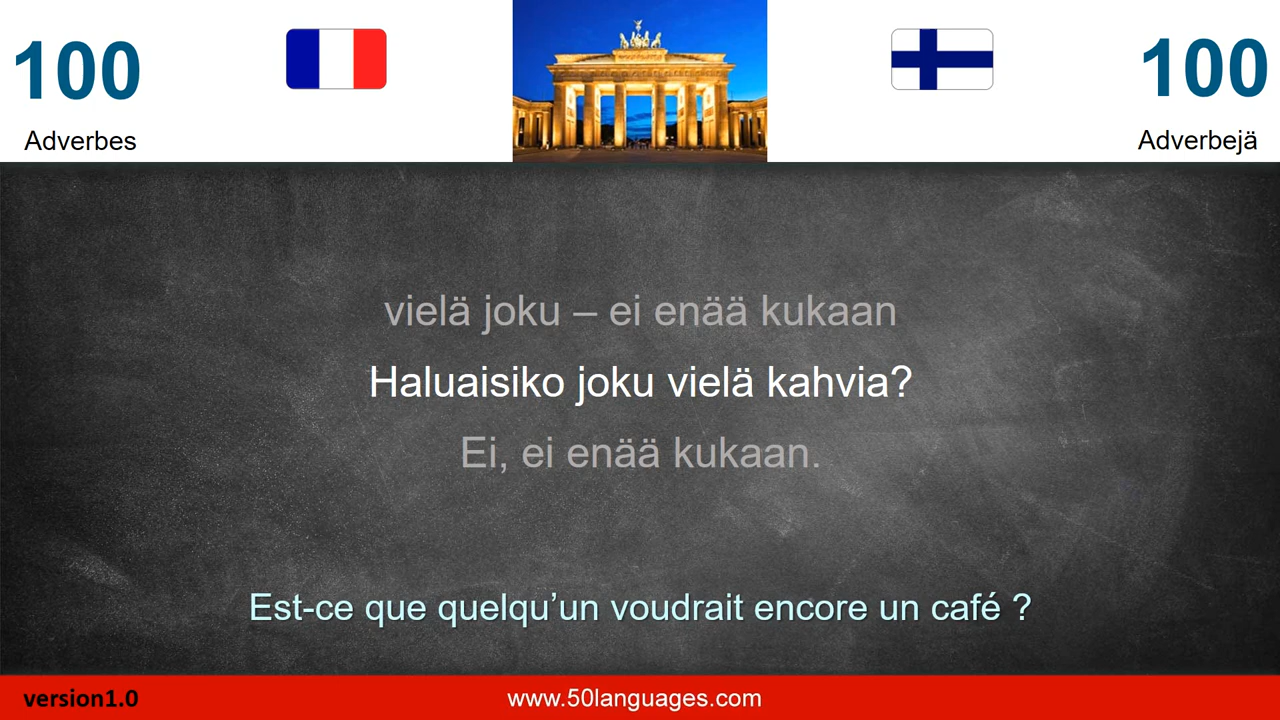 100
100
Adverbes
Adverbejä
vielä joku – ei enää kukaan
Haluaisiko joku vielä kahvia?
Ei, ei enää kukaan.
Est-ce que quelqu’un voudrait encore un café ?
version1.0
www.50languages.com